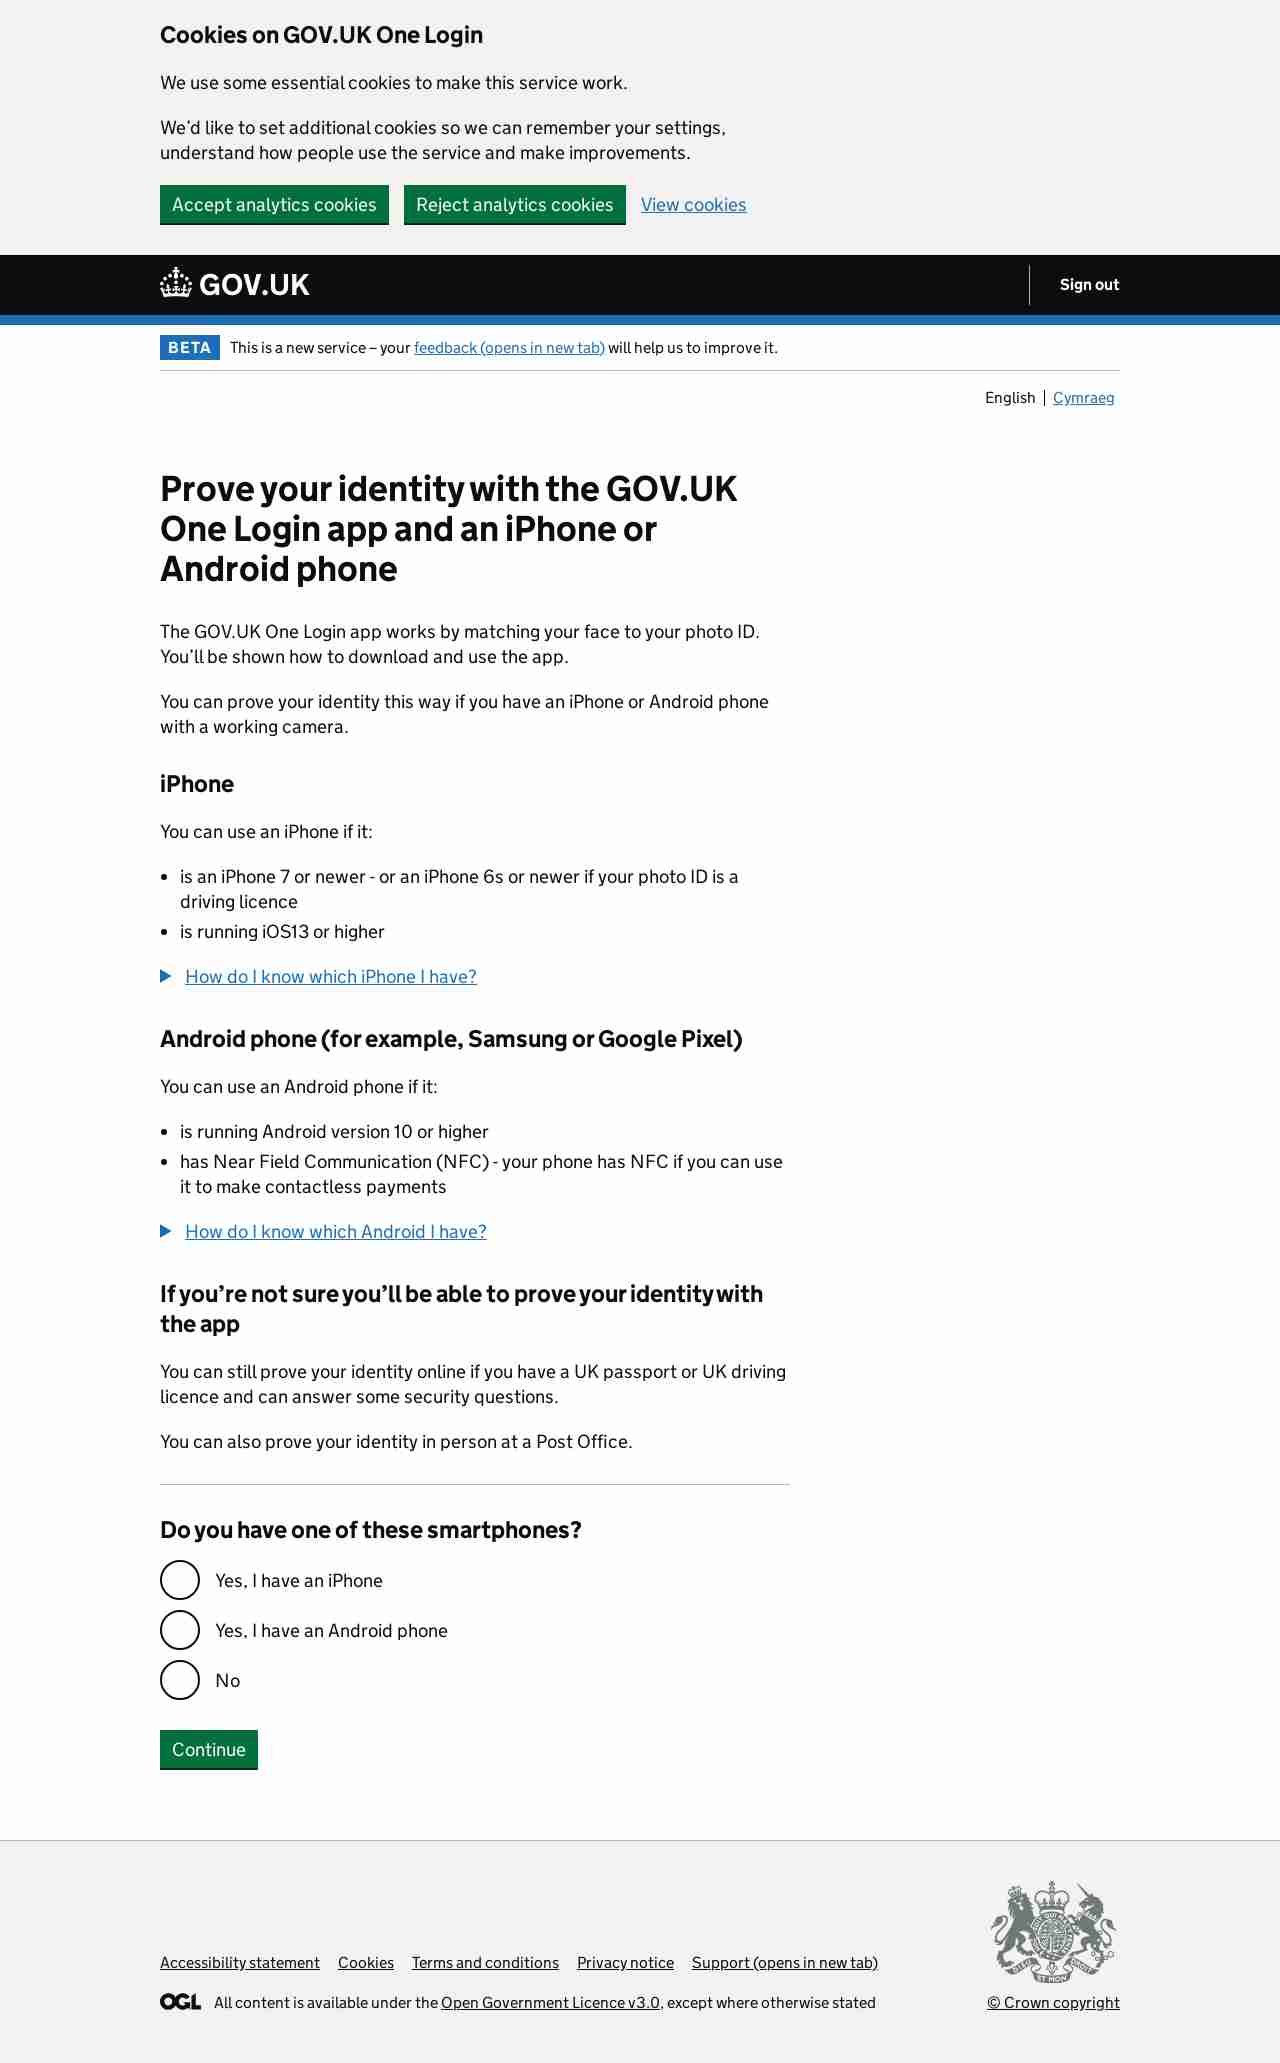 Cookies on GOV.UK One Login
We use some essential cookies to make this service work.
We’d like to set additional cookies so we can remember your settings,
understand how people use the service and make improvements.
Accept analytics cookies Reject analytics cookies View cookies
GOV.UK Sign out
BETA This is a new service – your feedback (opens in new tab) will help us to improve it.
English Cymraeg
Prove your identity with the GOV.UK
One Login app and an iPhone or
Android phone
The GOV.UK One Login app works by matching your face to your photo ID.
You’ll be shown how to download and use the app.
You can prove your identity this way if you have an iPhone or Android phone
with a working camera.
iPhone
You can use an iPhone if it:
• is an iPhone 7 or newer - or an iPhone 6s or newer if your photo ID is a
driving licence
• is running iOS13 or higher
How do I know which iPhone I have?
Android phone (for example, Samsung or Google Pixel)
You can use an Android phone if it:
• is running Android version 10 or higher
• has Near Field Communication (NFC) - your phone has NFC if you can use
it to make contactless payments
How do I know which Android I have?
If you’re not sure you’ll be able to prove your identity with
the app
You can still prove your identity online if you have a UK passport or UK driving
licence and can answer some security questions.
You can also prove your identity in person at a Post Office.
Do you have one of these smartphones?
Yes, I have an iPhone
Yes, I have an Android phone
No
Continue
Accessibility statement Cookies Terms and conditions Privacy notice Support (opens in new tab)
OGL All content is available under the Open Government Licence v3.0, except where otherwise stated
© Crown copyright